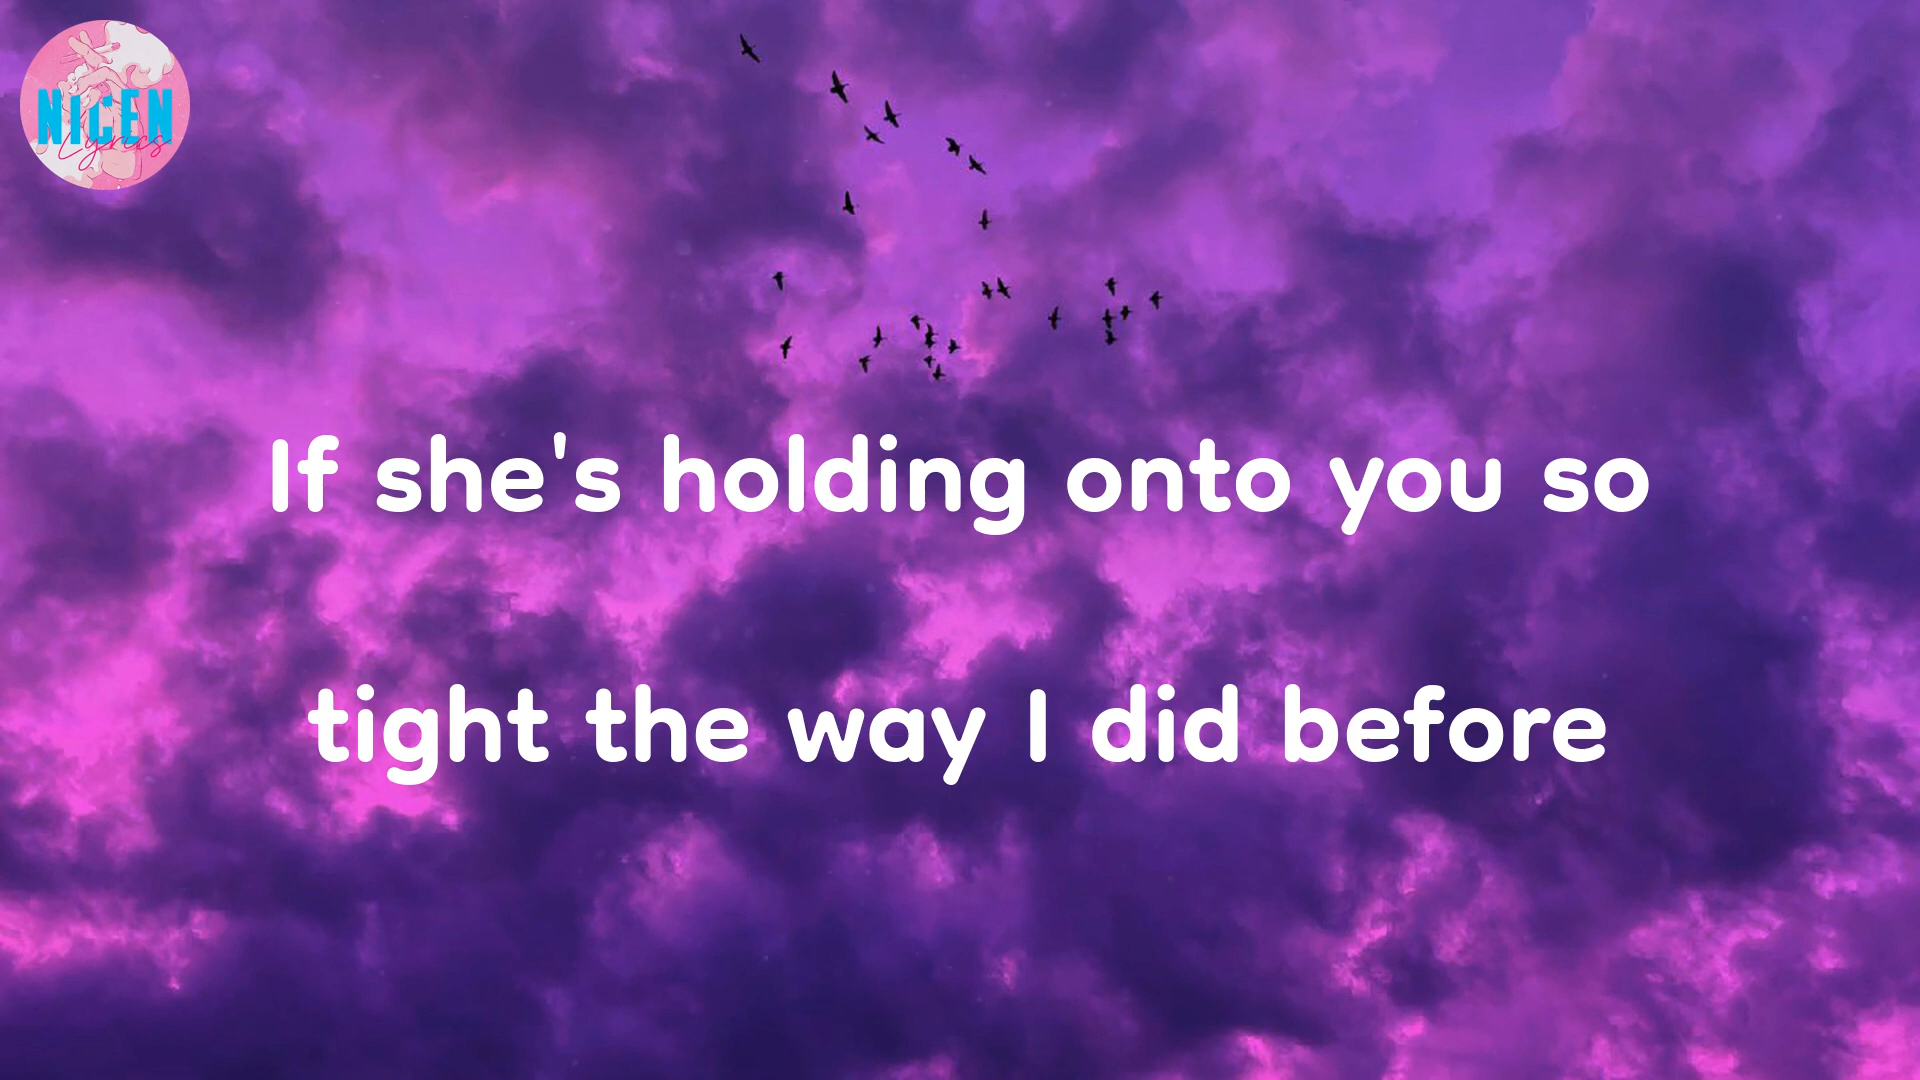 NICEN
Lyrics
If she's holding onto you so
tight the way I did before